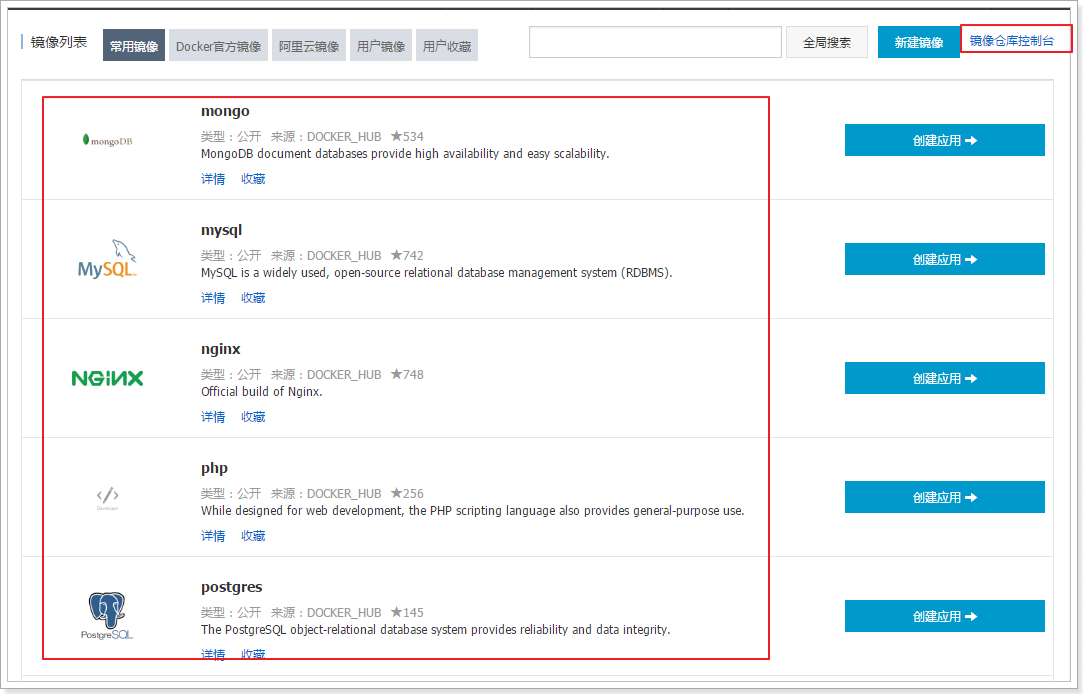 镜像列表 常用镜像 Docker官方镜像 阿里云镜像 用户镜像 用户收藏 全局搜索 新建镜像 镜像仓库控制台
mongo
mongoDB
类型：公开 来源：DOCKER_HUB ★534
创建应用 ➔
MongoDB document databases provide high availability and easy scalability.
详情 收藏
mysql
MySQL
类型：公开 来源：DOCKER_HUB ★742
创建应用 ➔
MySQL is a widely used, open-source relational database management system (RDBMS).
详情 收藏
nginx
NGiNX
类型：公开 来源：DOCKER_HUB ★748
创建应用 ➔
Official build of Nginx.
详情 收藏
php
Developer
类型：公开 来源：DOCKER_HUB ★256
创建应用 ➔
While designed for web development, the PHP scripting language also provides general-purpose use.
详情 收藏
postgres
PostgreSQL
类型：公开 来源：DOCKER_HUB ★145
创建应用 ➔
The PostgreSQL object-relational database system provides reliability and data integrity.
详情 收藏